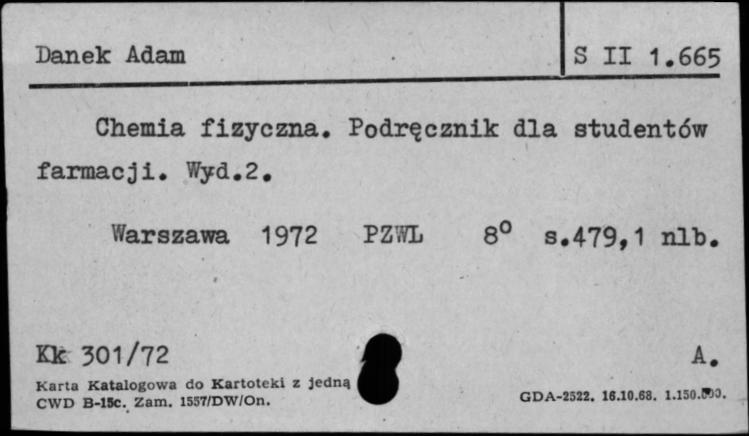 Danek Adam
S II 1.665
Chemia fizyczna. Podręcznik dla studentów
farmacji. Wyd.2.
Warszawa 1972 PZWL 8° s.479,1 nlb.
Kk 301/72
A.
Karta Katalogowa do Kartoteki z jedną
CWD B-15c. Zam. 1557/DW/On.
GDA-2522. 16.10.68.